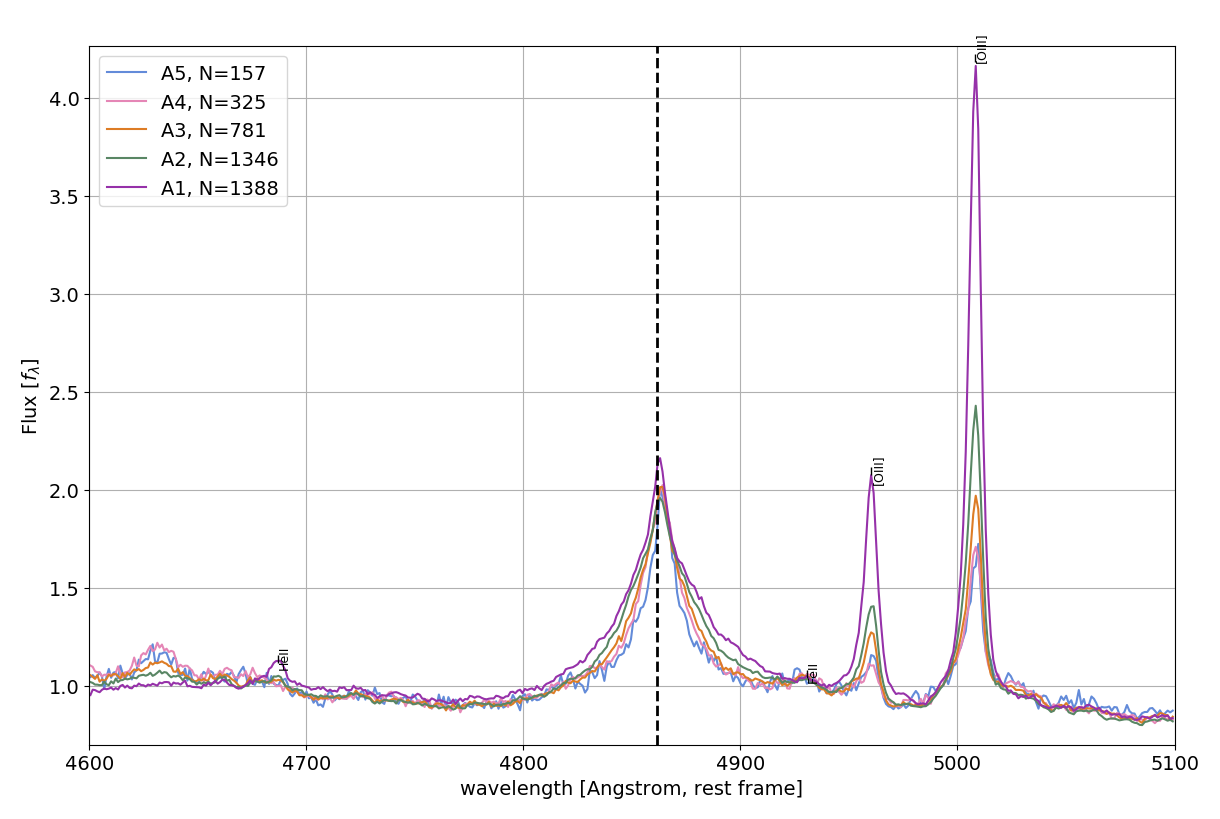 [OIII]
A5, N=157
A4, N=325
A3, N=781
A2, N=1346
A1, N=1388
4.0
3.5
3.0
2.5
2.0
1.5
1.0
Flux [fλ]
[OIII]
HeII
FeII
4600 4700 4800 4900 5000 5100
wavelength [Angstrom, rest frame]